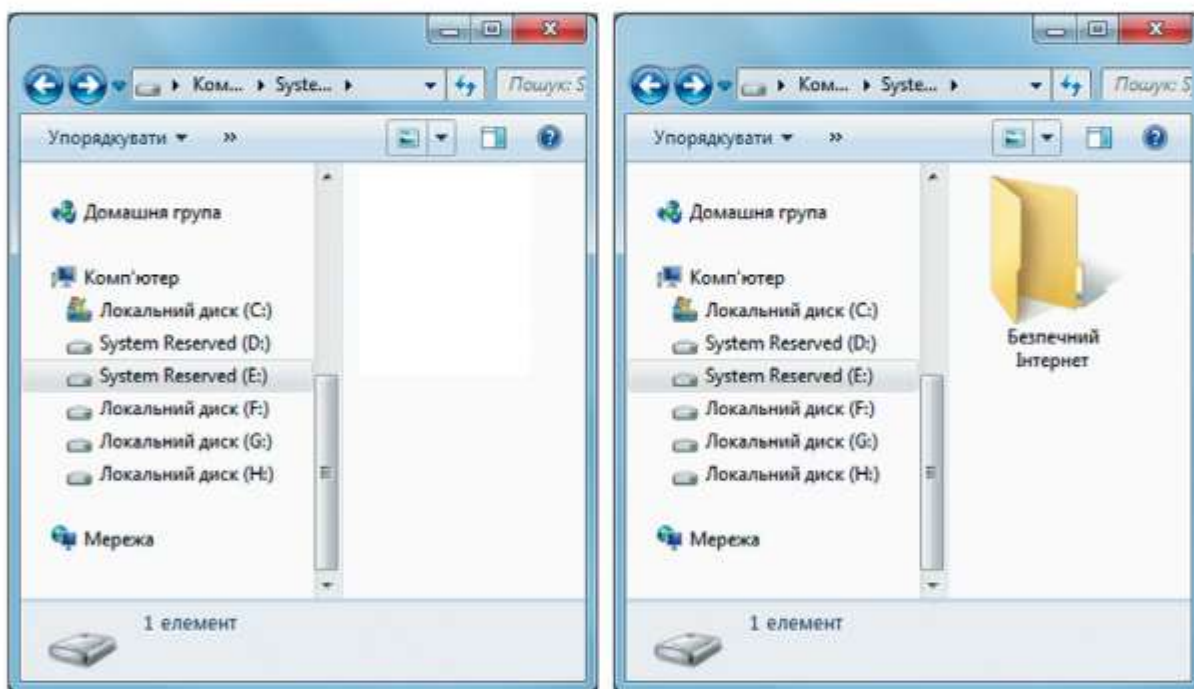 Ком... Syste...
Пошук: S
Упорядкувати »
Домашня група
Комп'ютер
Локальний диск (C:)
System Reserved (D:)
System Reserved (E:)
Локальний диск (F:)
Локальний диск (G:)
Локальний диск (H:)
Мережа
1 елемент
Ком... Syste...
Пошук: S
Упорядкувати »
Домашня група
Комп'ютер
Локальний диск (C:)
System Reserved (D:)
System Reserved (E:)
Локальний диск (F:)
Локальний диск (G:)
Локальний диск (H:)
Мережа
Безпечний
Інтернет
1 елемент